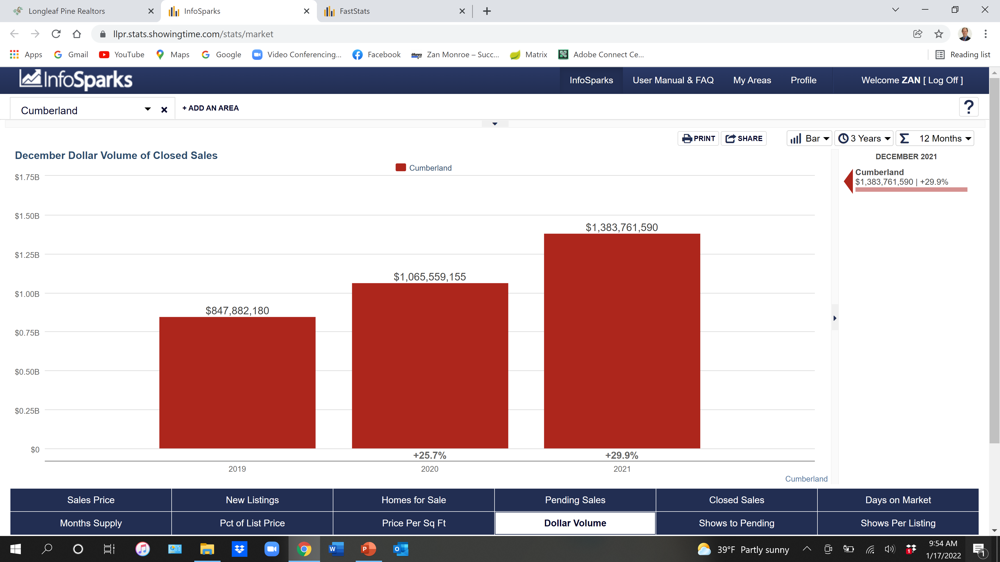 Longleaf Pine Realtors
InfoSparks
FastStats
llpr.stats.showingtime.com/stats/market
Apps
Gmail
YouTube
Maps
Google
Video Conferencing...
Facebook
Monroe
Zan Monroe – Succ...
Matrix
Adobe Connect Ce...
Reading list
InfoSparks
InfoSparks
User Manual & FAQ
My Areas
Profile
Welcome ZAN [ Log Off ]
Cumberland
+ ADD AN AREA
?
PRINT
SHARE
Bar
3 Years
Σ 12 Months
December Dollar Volume of Closed Sales
DECEMBER 2021
Cumberland
Cumberland
$1,383,761,590 | +29.9%
$1.75B
$1.50B
$1,383,761,590
$1.25B
$1,065,559,155
$1.00B
$847,882,180
$0.75B
$0.50B
$0.25B
$0
+25.7%
+29.9%
2019
2020
2021
Cumberland
Sales Price
New Listings
Homes for Sale
Pending Sales
Closed Sales
Days on Market
Months Supply
Pct of List Price
Price Per Sq Ft
Dollar Volume
Shows to Pending
Shows Per Listing
W
P
O
39°F Partly sunny
1
9:54 AM
1/17/2022
1